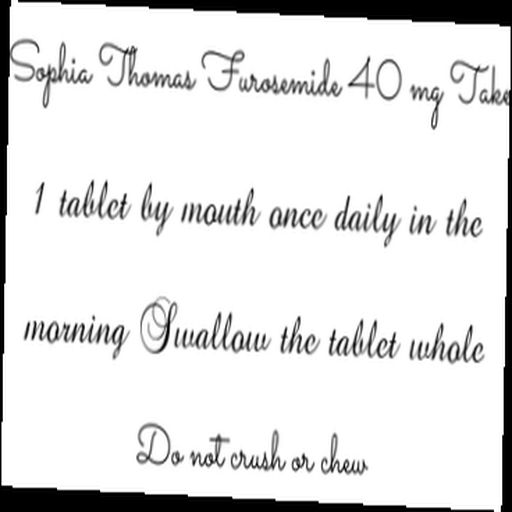 Sophia Thomas Furosemide 40 mg Take
1 tablet by mouth once daily in the
morning Swallow the tablet whole
Do not crush or chew